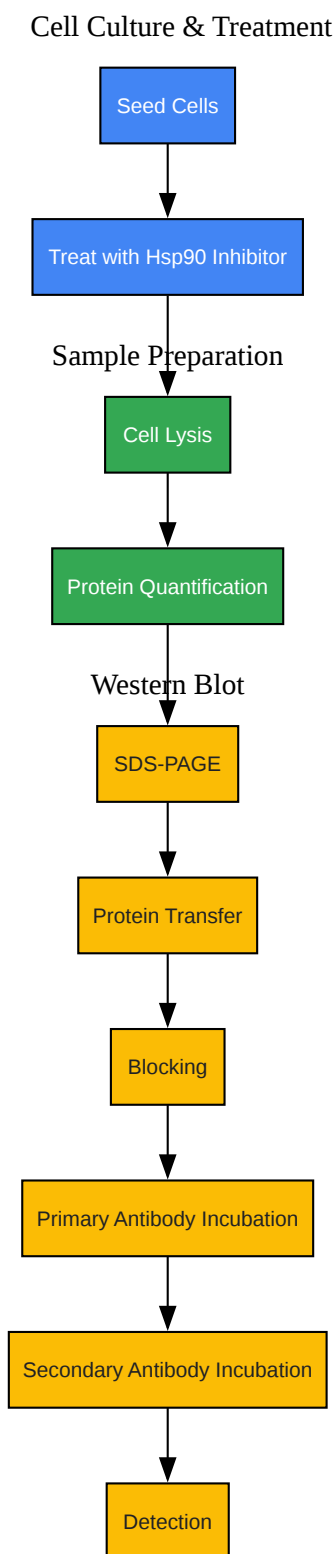 Cell Culture & Treatment
Seed Cells
Treat with Hsp90 Inhibitor
Sample Preparation
Cell Lysis
Protein Quantification
Western Blot
SDS-PAGE
Protein Transfer
Blocking
Primary Antibody Incubation
Secondary Antibody Incubation
Detection